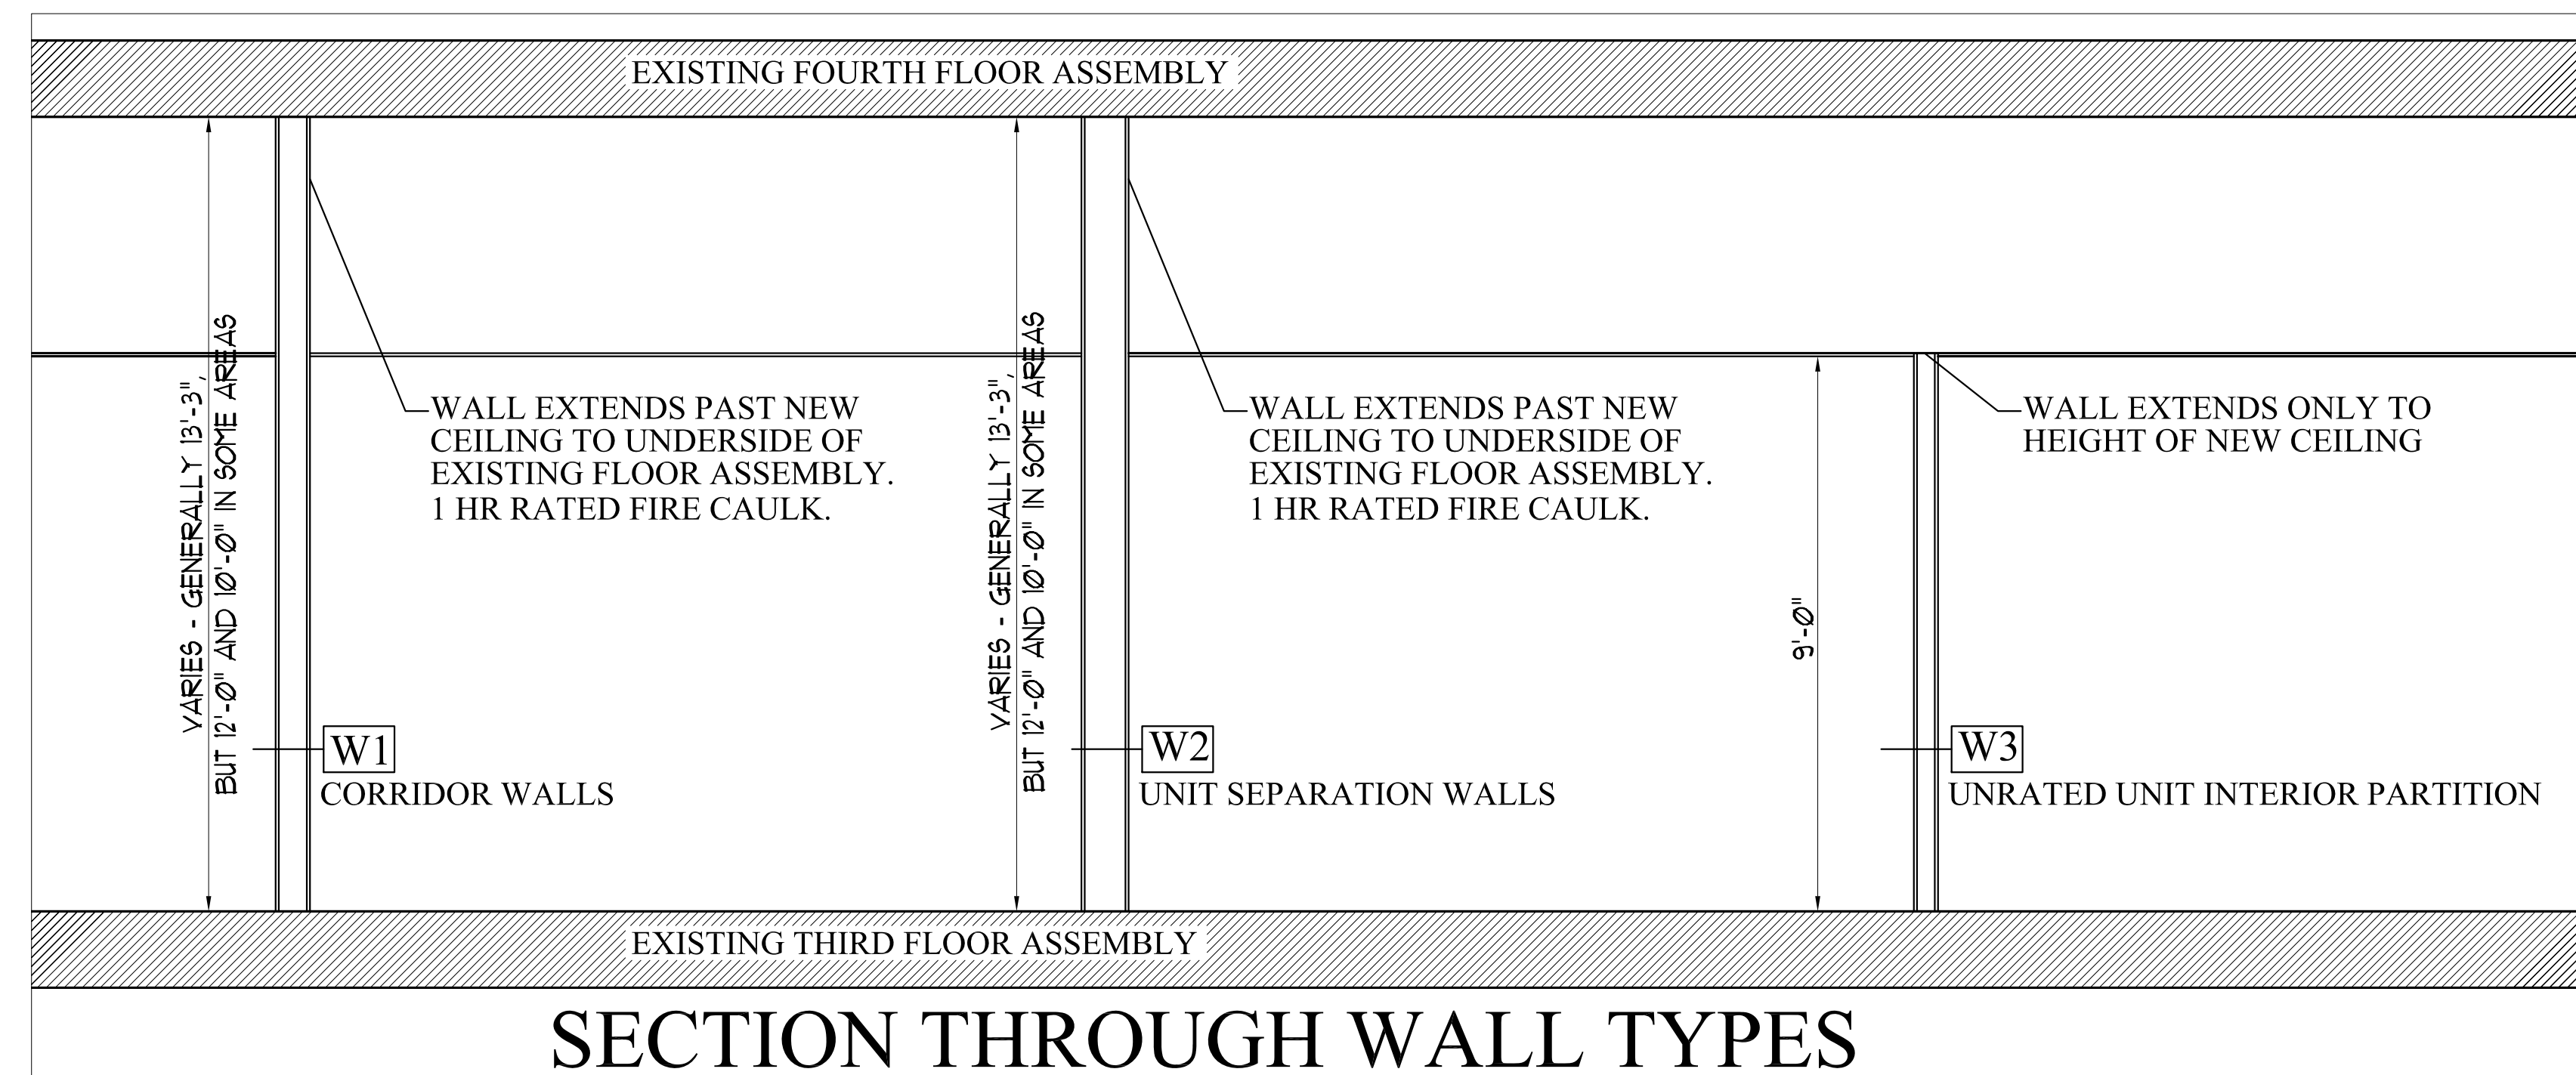 EXISTING FOURTH FLOOR ASSEMBLY
VARIES - GENERALLY 13'-3",
BUT 12'-0" AND 10'-0" IN SOME AREAS
WALL EXTENDS PAST NEW
CEILING TO UNDERSIDE OF
EXISTING FLOOR ASSEMBLY.
1 HR RATED FIRE CAULK.
W1
CORRIDOR WALLS
VARIES - GENERALLY 13'-3",
BUT 12'-0" AND 10'-0" IN SOME AREAS
WALL EXTENDS PAST NEW
CEILING TO UNDERSIDE OF
EXISTING FLOOR ASSEMBLY.
1 HR RATED FIRE CAULK.
W2
UNIT SEPARATION WALLS
9'-0"
WALL EXTENDS ONLY TO
HEIGHT OF NEW CEILING
W3
UNRATED UNIT INTERIOR PARTITION
EXISTING THIRD FLOOR ASSEMBLY
SECTION THROUGH WALL TYPES